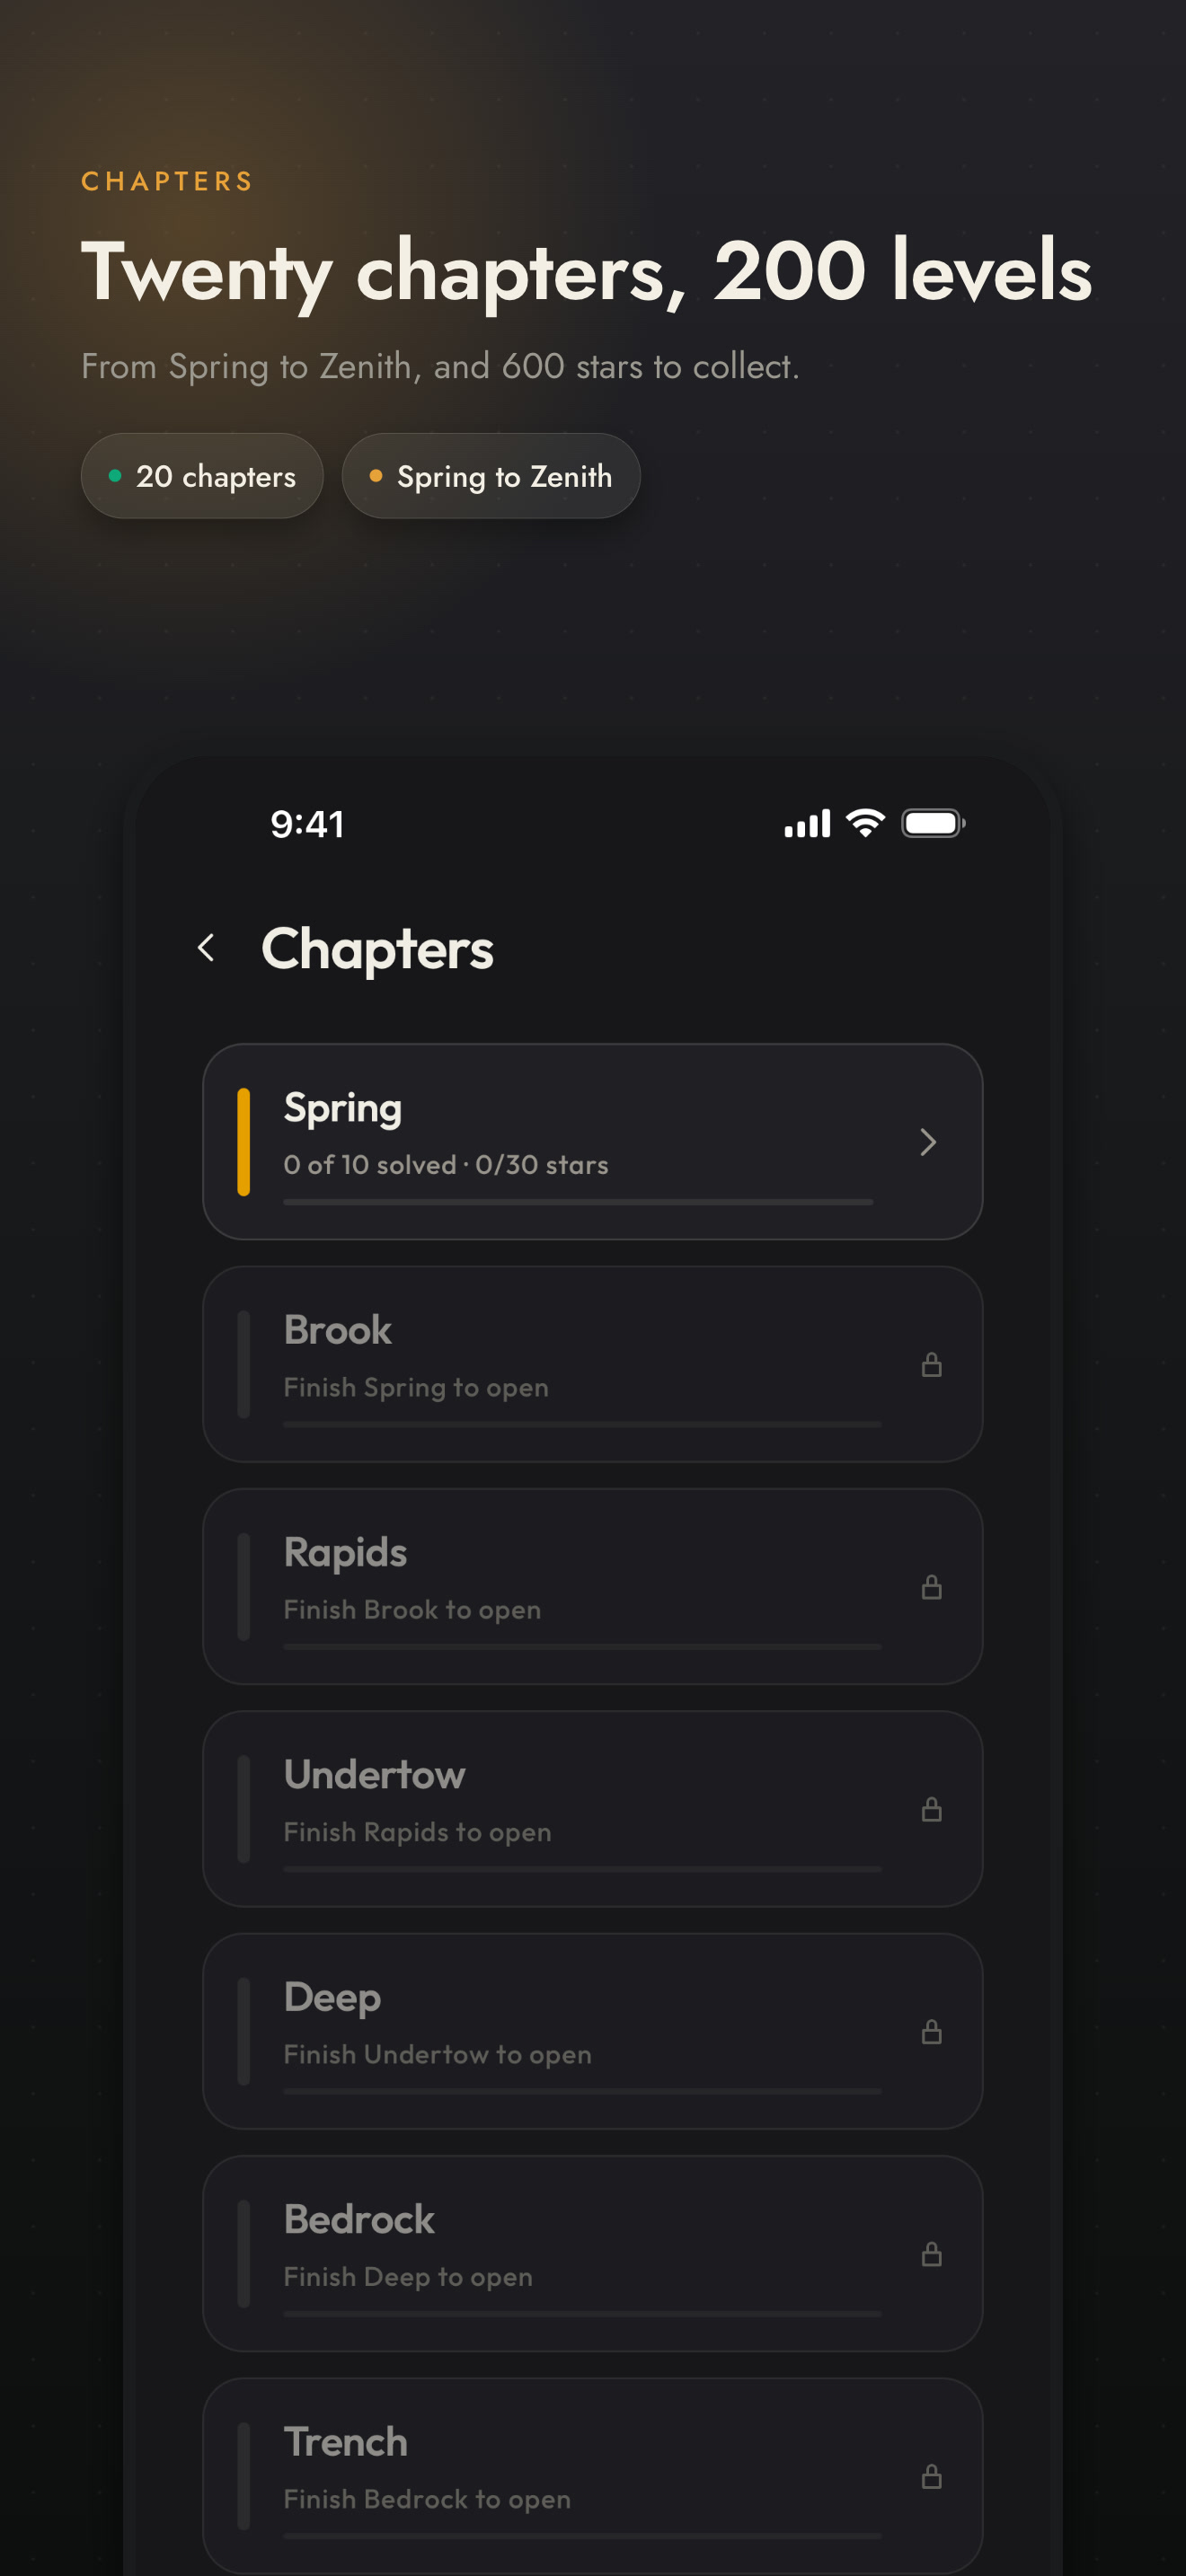 CHAPTERS
Twenty chapters, 200 levels
From Spring to Zenith, and 600 stars to collect.
20 chapters
Spring to Zenith
9:41
Chapters
Spring
0 of 10 solved · 0/30 stars
Brook
Finish Spring to open
Rapids
Finish Brook to open
Undertow
Finish Rapids to open
Deep
Finish Undertow to open
Bedrock
Finish Deep to open
Trench
Finish Bedrock to open